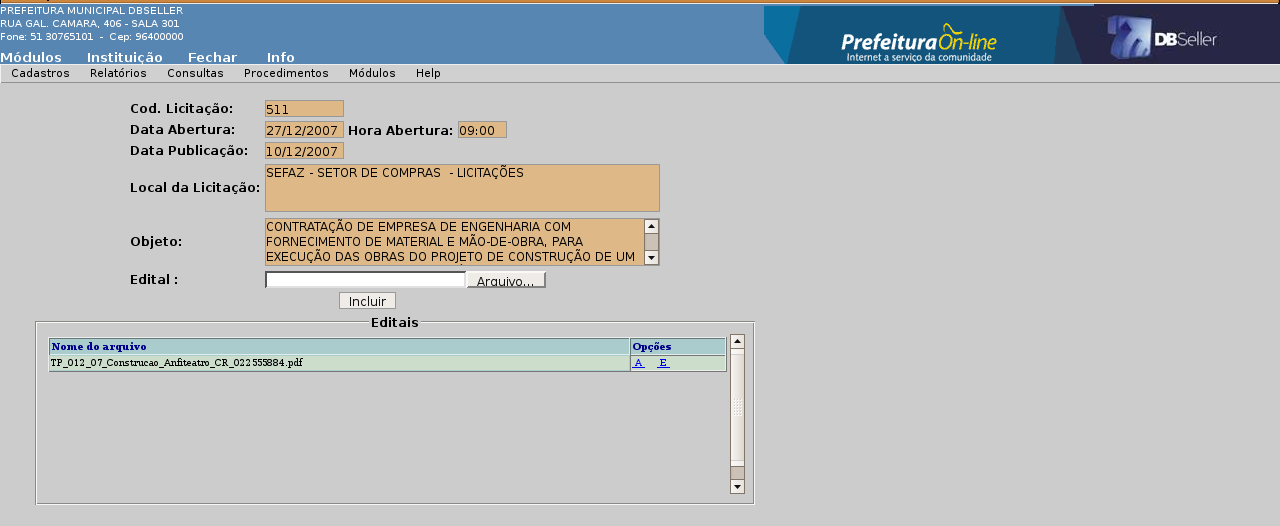 PREFEITURA MUNICIPAL DBSELLER
RUA GAL. CAMARA, 406 - SALA 301
Fone: 51 30765101 - Cep: 96400000
Prefeitura On-line
Internet a serviço da comunidade
DBSeller
Módulos Instituição Fechar Info
Cadastros Relatórios Consultas Procedimentos Módulos Help
Cod. Licitação: 511
Data Abertura: 27/12/2007 Hora Abertura: 09:00
Data Publicação: 10/12/2007
Local da Licitação: SEFAZ - SETOR DE COMPRAS - LICITAÇÕES
Objeto: CONTRATAÇÃO DE EMPRESA DE ENGENHARIA COM
FORNECIMENTO DE MATERIAL E MÃO-DE-OBRA, PARA
EXECUÇÃO DAS OBRAS DO PROJETO DE CONSTRUÇÃO DE UM
Edital : Arquivo...
Incluir
Editais
Nome do arquivo Opções
TP_012_07_Construcao_Anfiteatro_CR_022555884.pdf A E